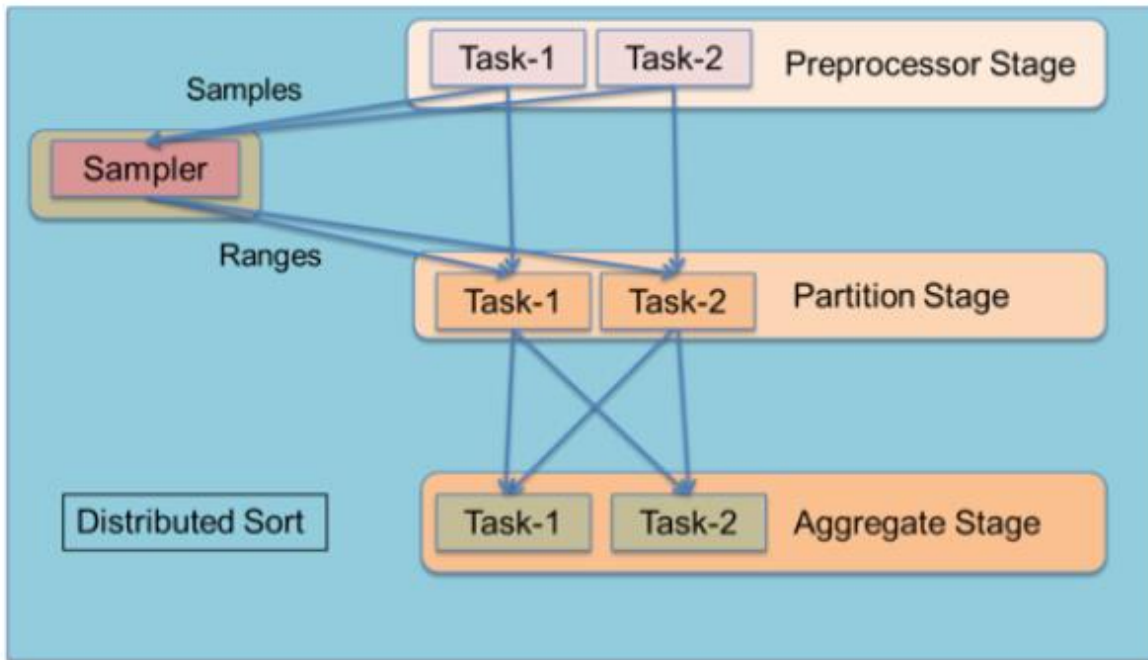 Task-1
Task-2
Preprocessor Stage
Samples
Sampler
Ranges
Task-1
Task-2
Partition Stage
Distributed Sort
Task-1
Task-2
Aggregate Stage